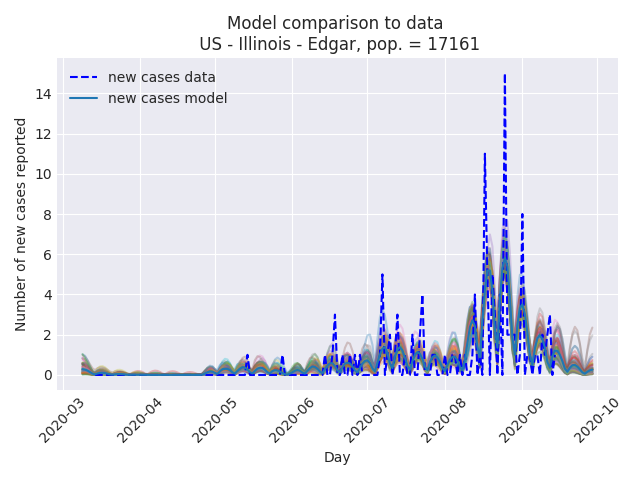 Model comparison to data
US - Illinois - Edgar, pop. = 17161
new cases data
new cases model
Number of new cases reported
14
12
10
8
6
4
2
0
2020-03
2020-04
2020-05
2020-06
2020-07
2020-08
2020-09
2020-10
Day